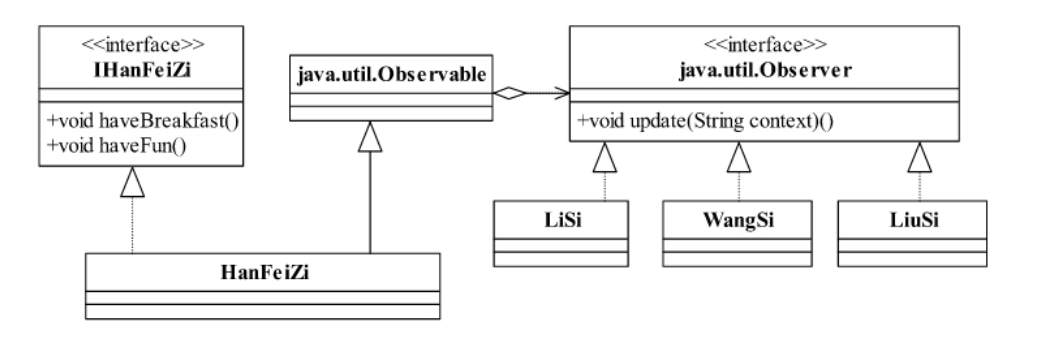 <<interface>>
IHanFeiZi
+void haveBreakfast()
+void haveFun()
java.util.Observable
<<interface>>
java.util.Observer
+void update(String context)()
LiSi
WangSi
LiuSi
HanFeiZi